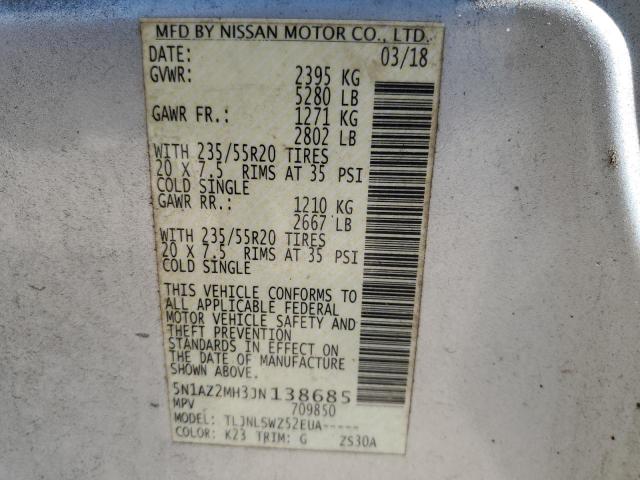 MFD BY NISSAN MOTOR CO., LTD.
DATE: 03/18
GVWR: 2395 KG
5280 LB
GAWR FR.: 1271 KG
2802 LB
WITH 235/55R20 TIRES
20 X 7.5 RIMS AT 35 PSI
COLD SINGLE
GAWR RR.: 1210 KG
2667 LB
WITH 235/55R20 TIRES
20 X 7.5 RIMS AT 35 PSI
COLD SINGLE
THIS VEHICLE CONFORMS TO
ALL APPLICABLE FEDERAL
MOTOR VEHICLE SAFETY AND
THEFT PREVENTION
STANDARDS IN EFFECT ON
THE DATE OF MANUFACTURE
SHOWN ABOVE.
5N1AZ2MH3JN138685
MPV 709850
MODEL: TLJNLSWZ52EUA-----
COLOR: K23 TRIM: G ZS30A